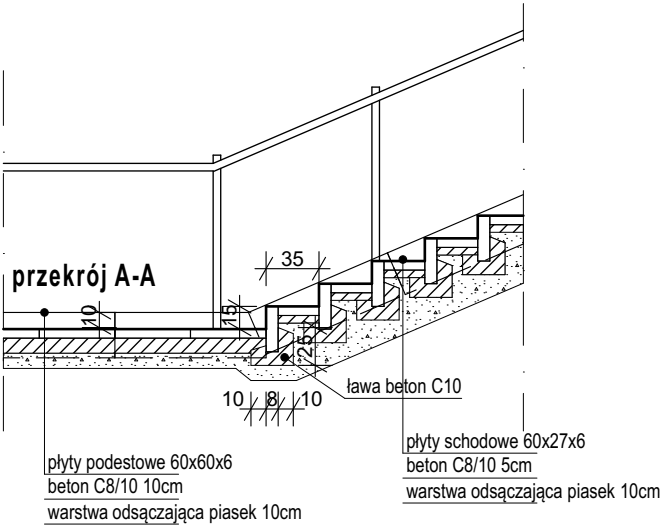 35
przekrój A-A
10
15
25
ława beton C10
10 8 10
płyty podestowe 60x60x6
beton C8/10 10cm
warstwa odsączająca piasek 10cm
płyty schodowe 60x27x6
beton C8/10 5cm
warstwa odsączająca piasek 10cm